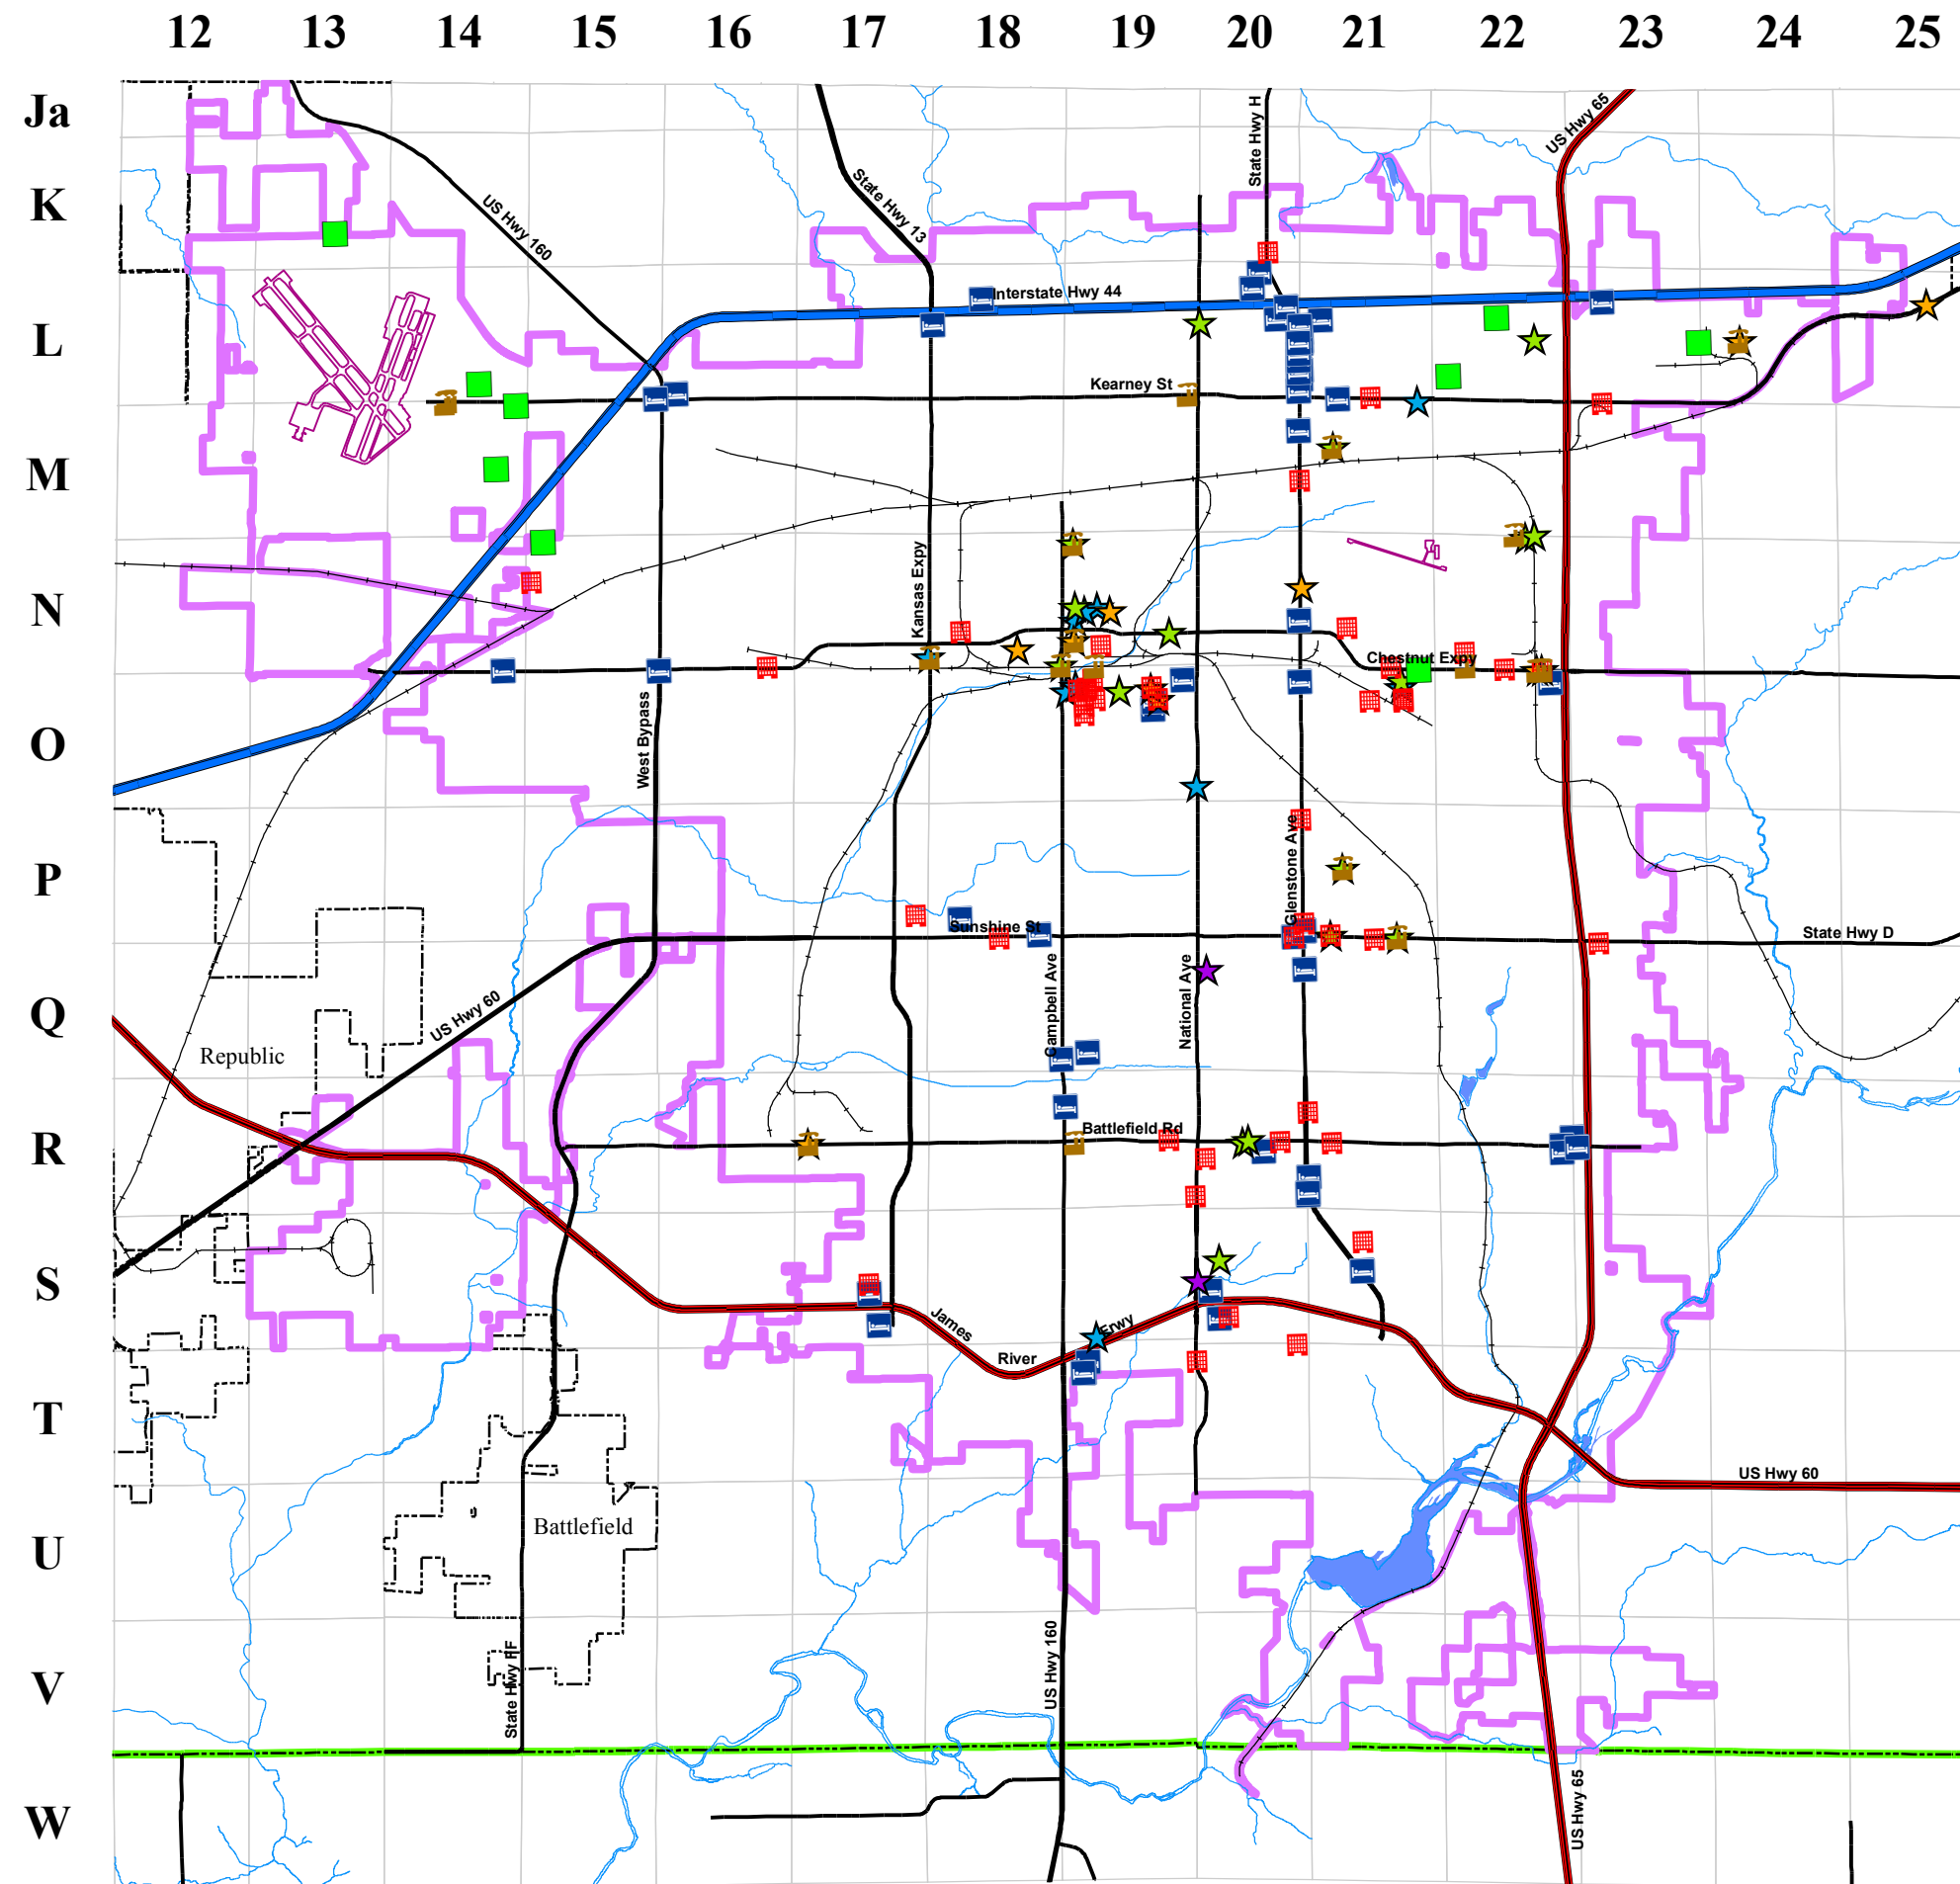 12 13 14 15 16 17 18 19 20 21 22 23 24 25
Ja
K
L
M
N
O
P
Q
R
S
T
U
V
W
US Hwy 160
State Hwy 13
State Hwy H
US Hwy 65
Interstate Hwy 44
Kearney St
Kansas Expy
Chestnut Expy
West Bypass
Glenstone Ave
Sunshine St
State Hwy D
Campbell Ave
National Ave
US Hwy 60
Republic
Battlefield Rd
James
River
Frwy
US Hwy 60
Battlefield
State Hwy FF
US Hwy 160
US Hwy 65